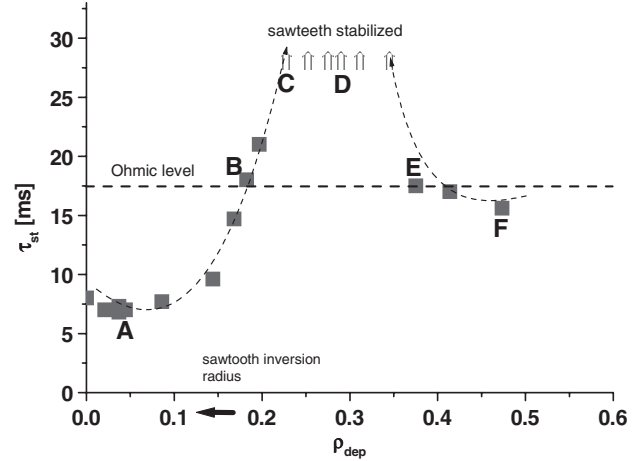 sawteeth stabilized
30
25
20
15
10
5
0
τst [ms]
Ohmic level
A
B
C
D
E
F
sawtooth inversion
radius
0.0
0.1
0.2
0.3
0.4
0.5
0.6
ρdep